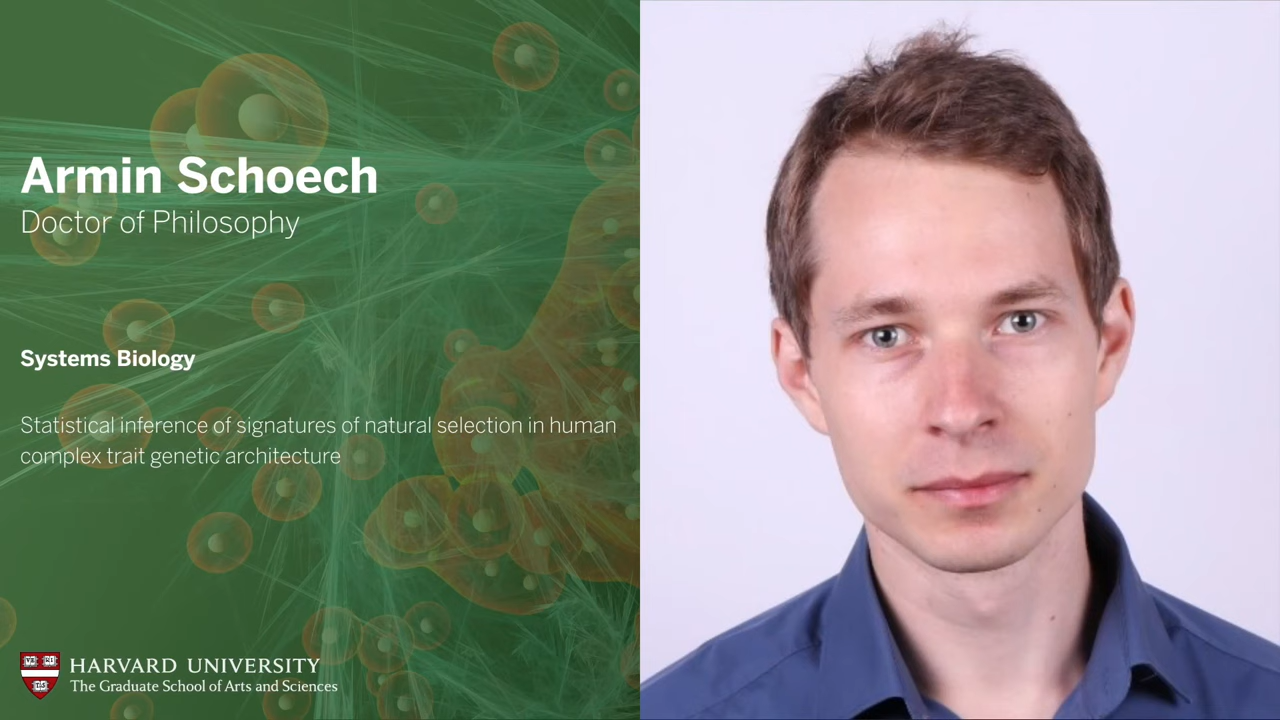 Armin Schoech
Doctor of Philosophy
Systems Biology
Statistical inference of signatures of natural selection in human
complex trait genetic architecture
HARVARD UNIVERSITY
The Graduate School of Arts and Sciences